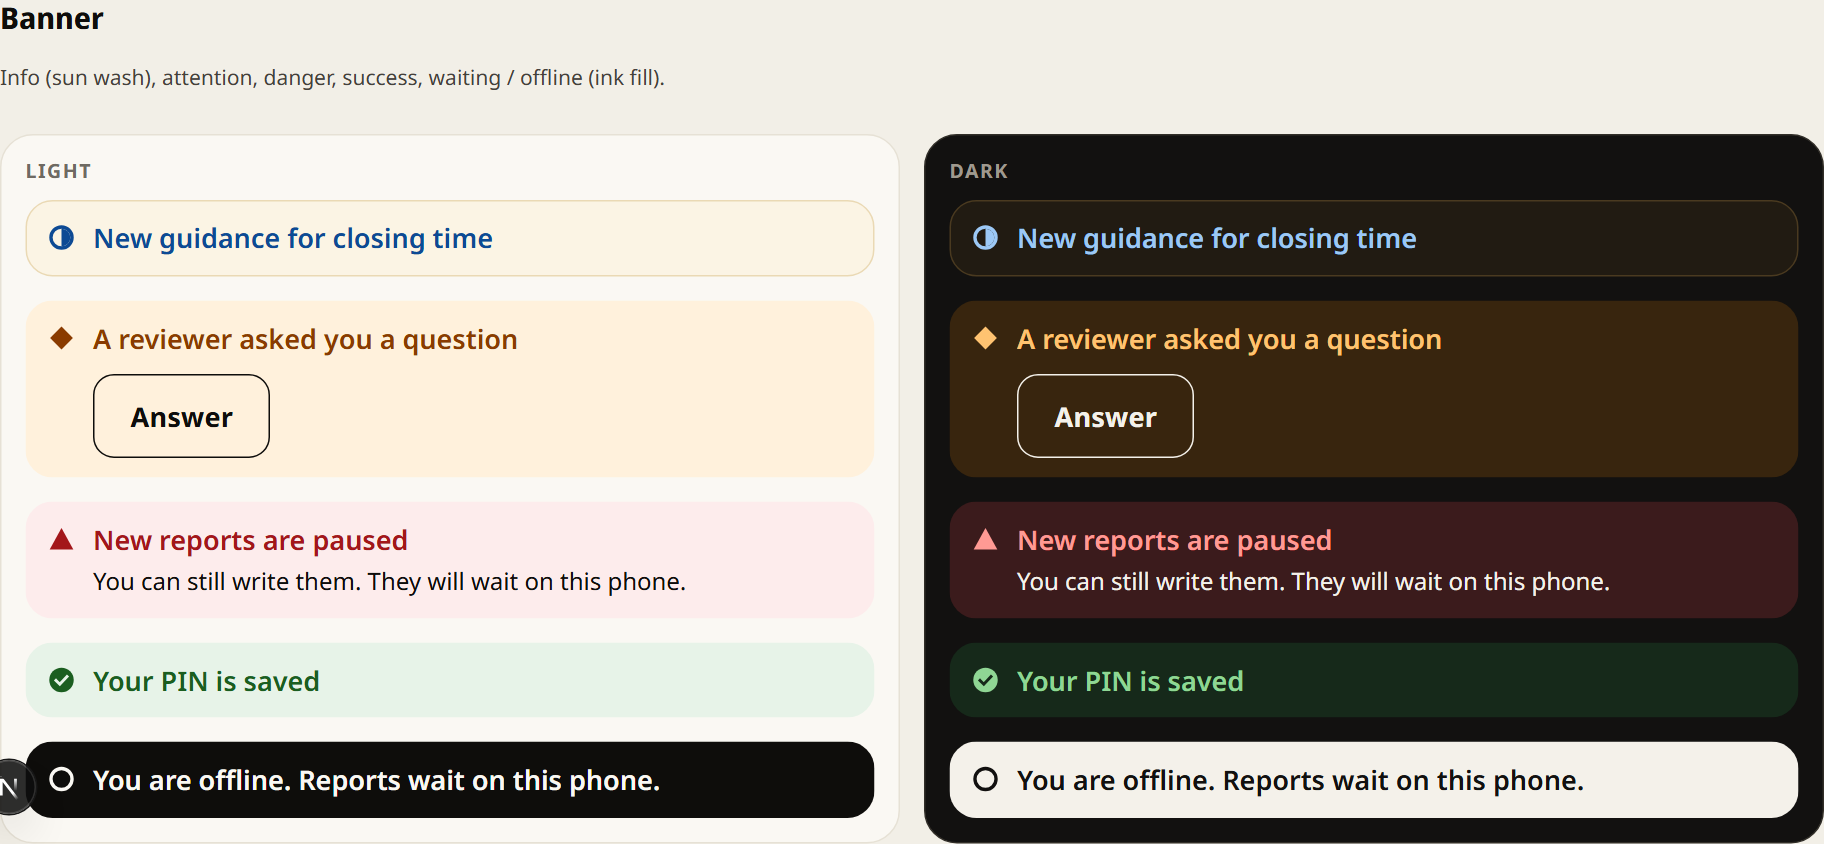 Banner
Info (sun wash), attention, danger, success, waiting / offline (ink fill).
LIGHT
New guidance for closing time
A reviewer asked you a question
Answer
New reports are paused
You can still write them. They will wait on this phone.
Your PIN is saved
You are offline. Reports wait on this phone.
N
DARK
New guidance for closing time
A reviewer asked you a question
Answer
New reports are paused
You can still write them. They will wait on this phone.
Your PIN is saved
You are offline. Reports wait on this phone.